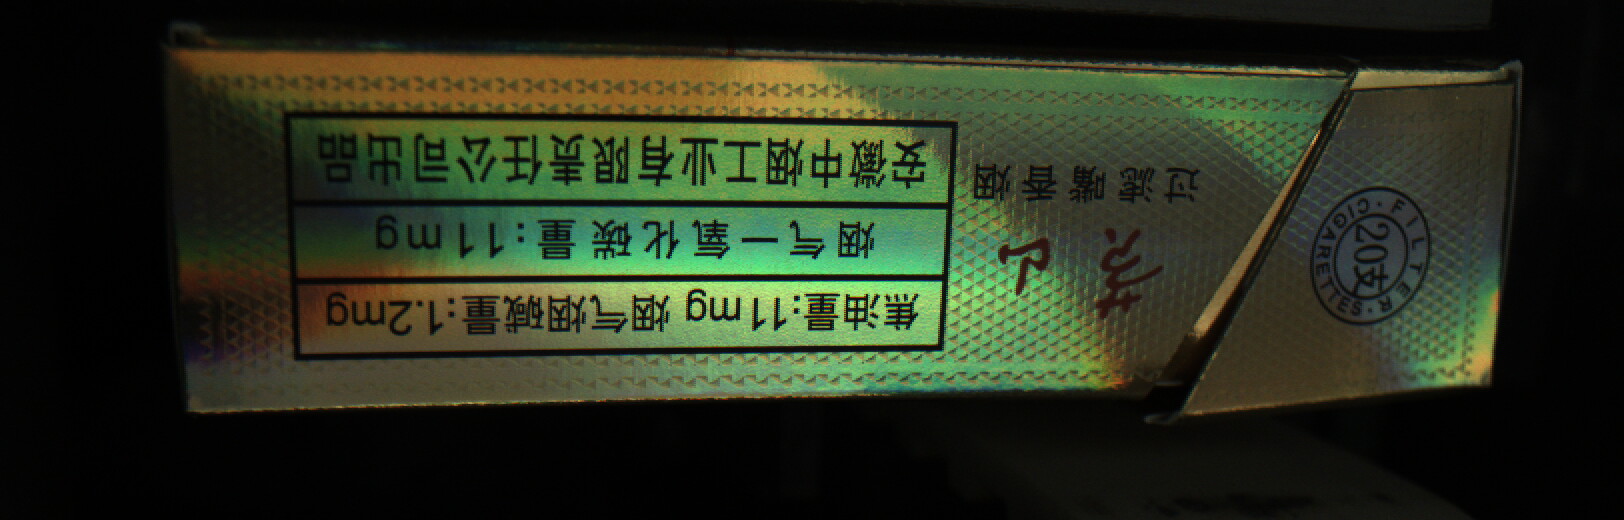 FILTER · CIGARETTES ·
20支
黄山
过滤嘴香烟
焦油量:11mg 烟气烟碱量:1.2mg
烟气一氧化碳量:11mg
安徽中烟工业有限责任公司出品